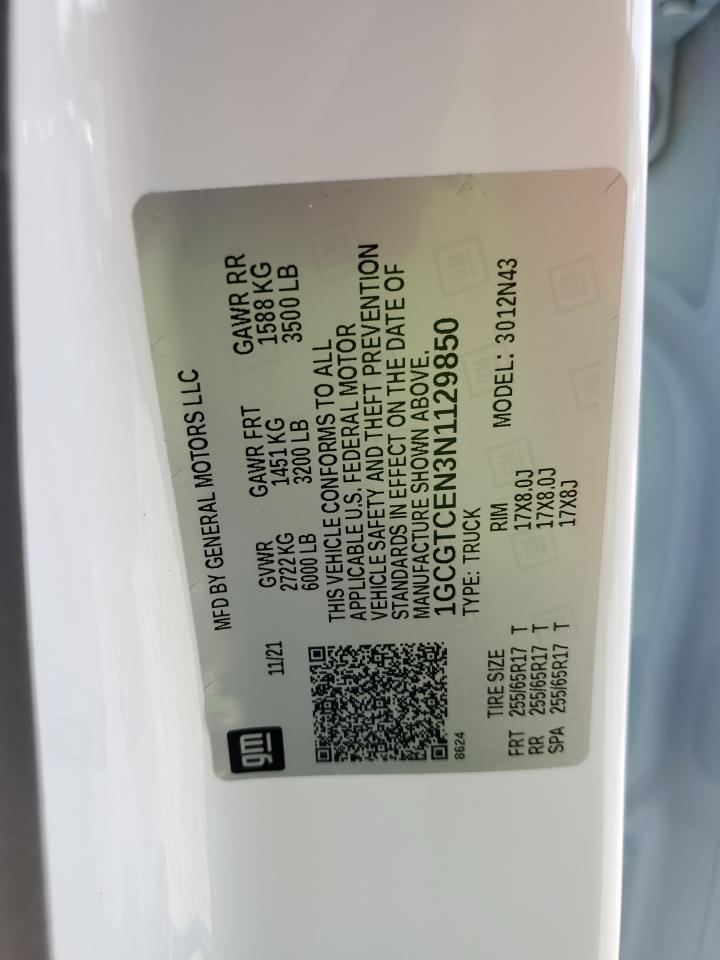 gm
MFD BY GENERAL MOTORS LLC
11/21
GVWR GAWR FRT GAWR RR
2722 KG 1451 KG 1588 KG
6000 LB 3200 LB 3500 LB
THIS VEHICLE CONFORMS TO ALL
APPLICABLE U.S. FEDERAL MOTOR
VEHICLE SAFETY AND THEFT PREVENTION
STANDARDS IN EFFECT ON THE DATE OF
MANUFACTURE SHOWN ABOVE.
1GCGTCEN3N1129850
8624
TYPE: TRUCK
MODEL: 3012N43
TIRE SIZE RIM
FRT 255/65R17 T 17X8.0J
RR 255/65R17 T 17X8.0J
SPA 255/65R17 T 17X8J